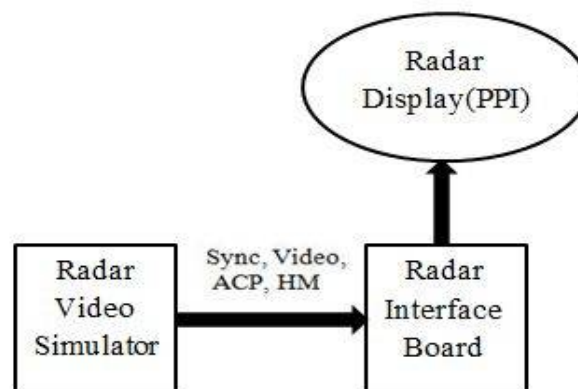 Radar
Display(PPI)
Sync, Video,
ACP, HM
Radar
Video
Simulator
Radar
Interface
Board